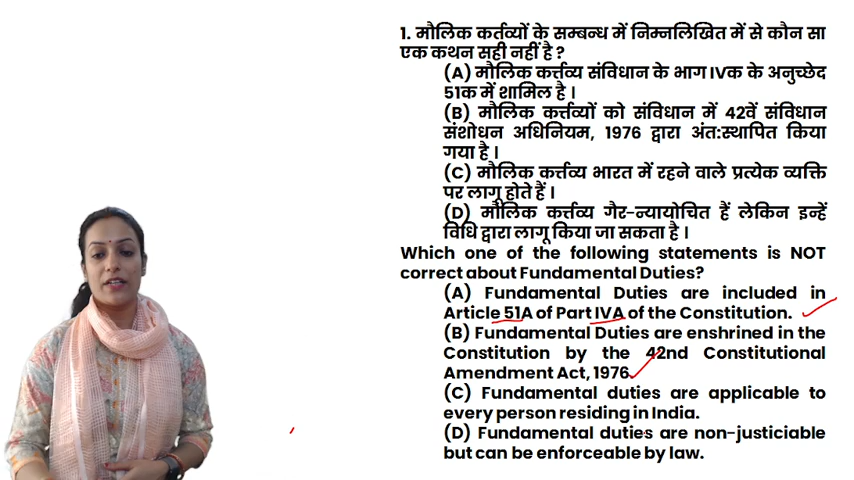 1. मौलिक कर्तव्यों के सम्बन्ध में निम्नलिखित में से कौन सा
एक कथन सही नहीं है ?
(A) मौलिक कर्त्तव्य संविधान के भाग IVक के अनुच्छेद
51क में शामिल है ।
(B) मौलिक कर्त्तव्यों को संविधान में 42वें संविधान
संशोधन अधिनियम, 1976 द्वारा अंत:स्थापित किया
गया है ।
(C) मौलिक कर्त्तव्य भारत में रहने वाले प्रत्येक व्यक्ति
पर लागू होते हैं ।
(D) मौलिक कर्त्तव्य गैर-न्यायोचित हैं लेकिन इन्हें
विधि द्वारा लागू किया जा सकता है ।
Which one of the following statements is NOT
correct about Fundamental Duties?
(A) Fundamental Duties are included in
Article 51A of Part IVA of the Constitution.
(B) Fundamental Duties are enshrined in the
Constitution by the 42nd Constitutional
Amendment Act, 1976.
(C) Fundamental duties are applicable to
every person residing in India.
(D) Fundamental duties are non-justiciable
but can be enforceable by law.